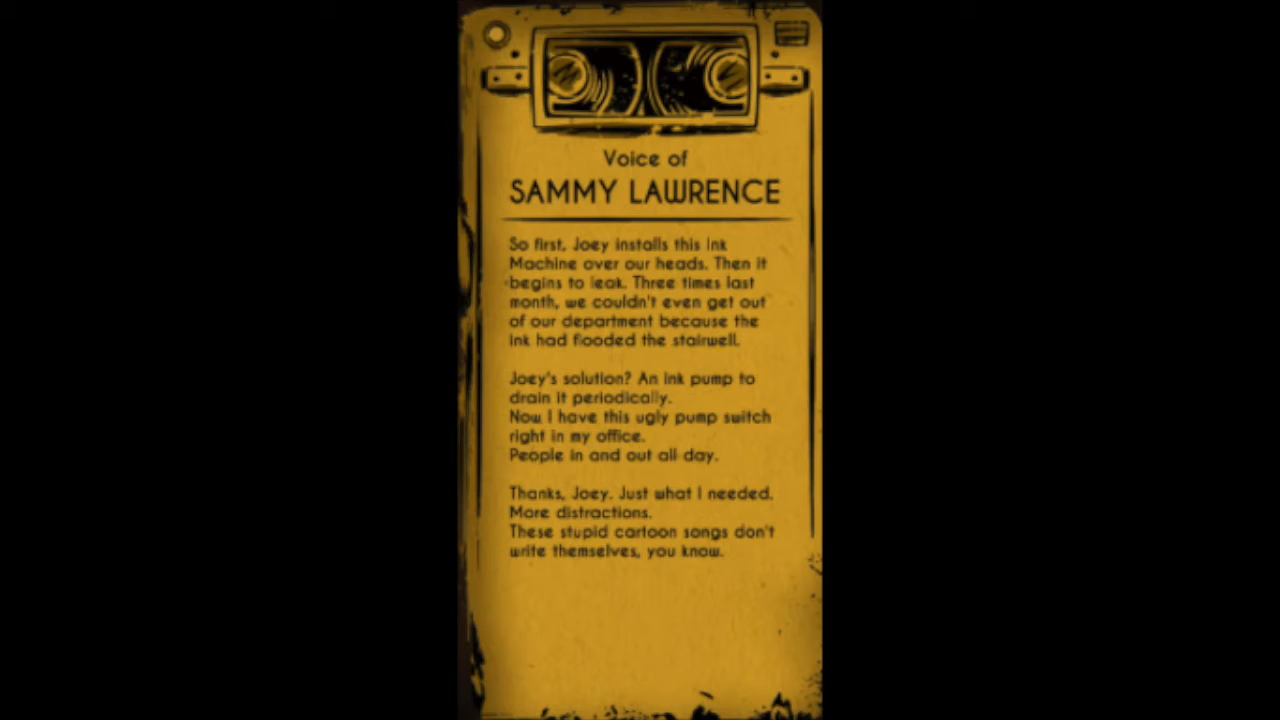 Voice of
SAMMY LAWRENCE
So first, Joey installs this Ink
Machine over our heads. Then it
begins to leak. Three times last
month, we couldn't even get out
of our department because the
ink had flooded the stairwell.
Joey's solution? An ink pump to
drain it periodically.
Now I have this ugly pump switch
right in my office.
People in and out all day.
Thanks, Joey. Just what I needed.
More distractions.
These stupid cartoon songs don't
write themselves, you know.